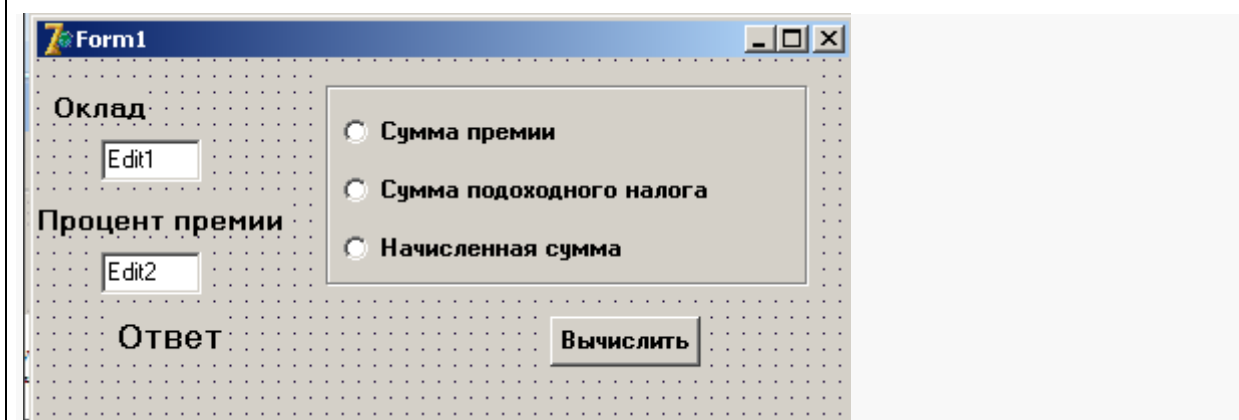 Form1
Оклад
Edit1
Процент премии
Edit2
Ответ
Сумма премии
Сумма подоходного налога
Начисленная сумма
Вычислить